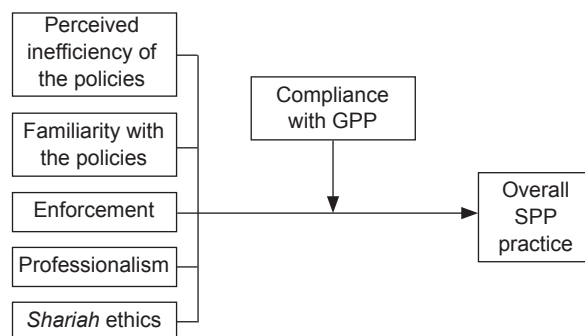 Perceived
inefficiency of
the policies
Familiarity with
the policies
Enforcement
Professionalism
Shariah ethics
Compliance
with GPP
Overall
SPP
practice